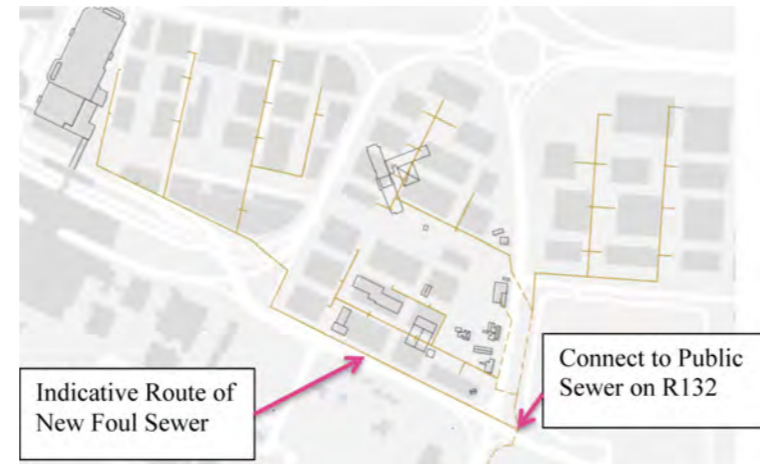 Indicative Route of
New Foul Sewer
Connect to Public
Sewer on R132